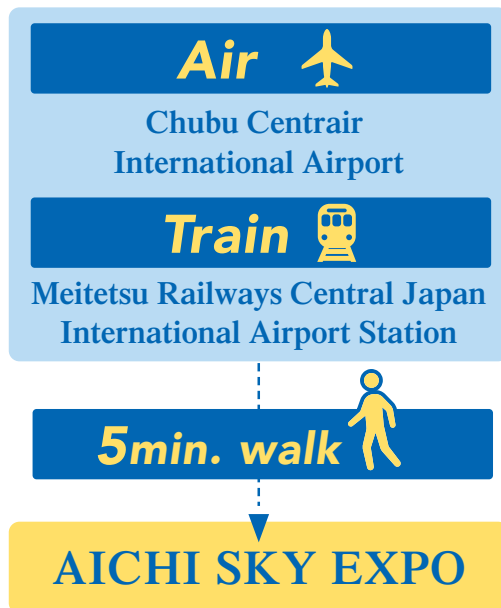 Air
Chubu Centrair
International Airport
Train
Meitetsu Railways Central Japan
International Airport Station
5min. walk
AICHI SKY EXPO